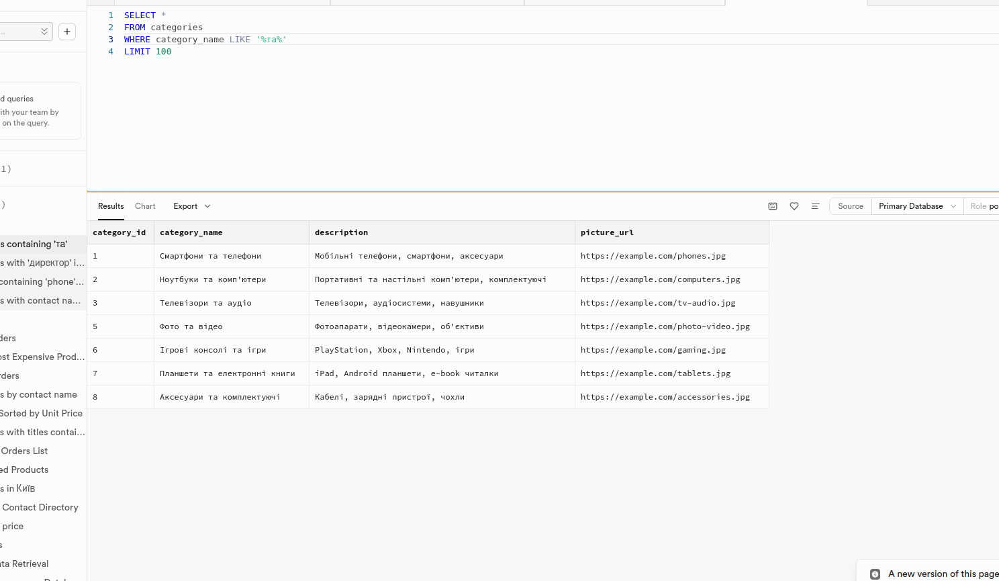 1 SELECT *
2 FROM categories
3 WHERE category_name LIKE '%та%'
4 LIMIT 100
..
d queries
ith your team by
on the query.
1)
)
s containing 'та'
s with 'директор' i...
containing 'phone'...
s with contact na...
ders
ost Expensive Prod...
rders
s by contact name
Sorted by Unit Price
s with titles contai...
Orders List
ed Products
s in Київ
Contact Directory
price
s
ata Retrieval
Results Chart Export Source Primary Database Role po
category_id category_name description picture_url
1 Смартфони та телефони Мобільні телефони, смартфони, аксесуари https://example.com/phones.jpg
2 Ноутбуки та комп'ютери Портативні та настільні комп'ютери, комплектуючі https://example.com/computers.jpg
3 Телевізори та аудіо Телевізори, аудіосистеми, навушники https://example.com/tv-audio.jpg
5 Фото та відео Фотоапарати, відеокамери, об'єктиви https://example.com/photo-video.jpg
6 Ігрові консолі та ігри PlayStation, Xbox, Nintendo, ігри https://example.com/gaming.jpg
7 Планшети та електронні книги iPad, Android планшети, e-book читалки https://example.com/tablets.jpg
8 Аксесуари та комплектуючі Кабелі, зарядні пристрої, чохли https://example.com/accessories.jpg
A new version of this page